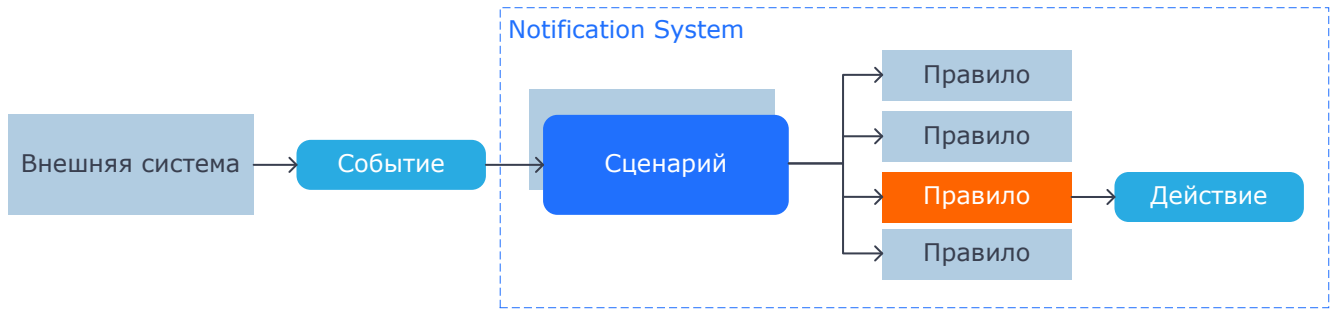 Notification System
Внешняя система
Событие
Сценарий
Правило
Правило
Правило
Действие
Правило